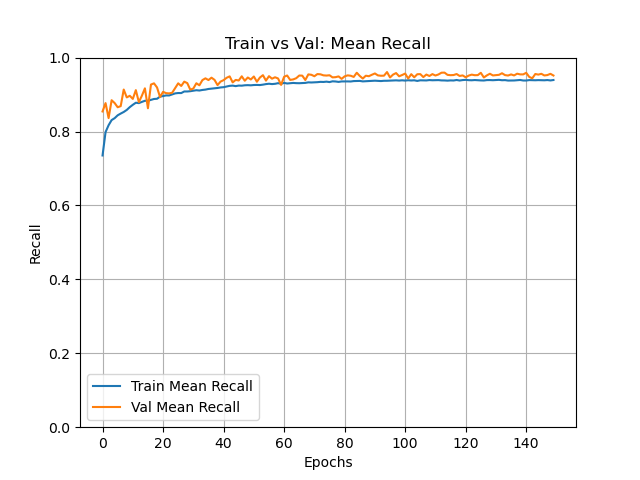 Train vs Val: Mean Recall
1.0
0.8
0.6
0.4
0.2
0.0
Recall
Train Mean Recall
Val Mean Recall
0 20 40 60 80 100 120 140
Epochs